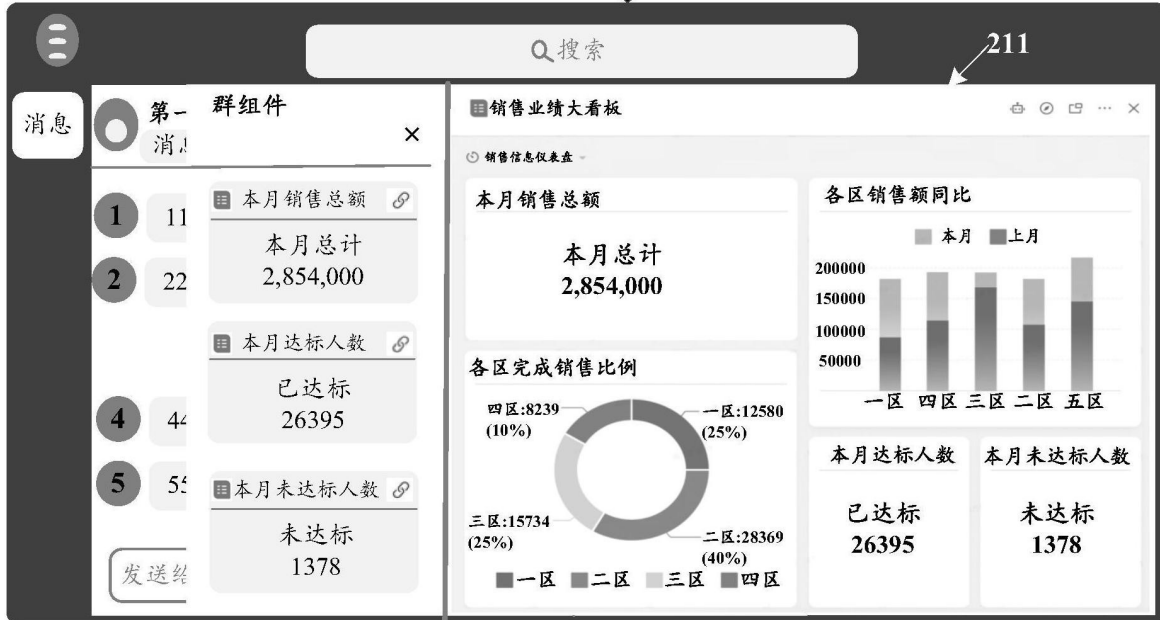 搜索
211
消息
第一
消息
1
11
2
22
4
44
5
55
发送给
群组件
本月销售总额
本月总计
2,854,000
本月达标人数
已达标
26395
本月未达标人数
未达标
1378
销售业绩大看板
销售信息仪表盘
本月销售总额
本月总计
2,854,000
各区完成销售比例
四区:8239
(10%)
一区:12580
(25%)
三区:15734
(25%)
二区:28369
(40%)
一区 二区 三区 四区
各区销售额同比
本月 上月
200000
150000
100000
50000
一区 四区 三区 二区 五区
本月达标人数
已达标
26395
本月未达标人数
未达标
1378